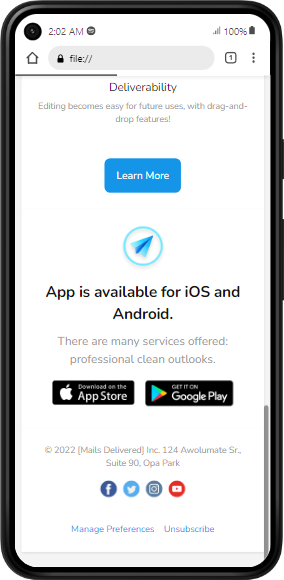 2:02 AM
100%
file://
1
Deliverability
Editing becomes easy for future uses, with drag-and-
drop features!
Learn More
App is available for iOS and
Android.
There are many services offered:
professional clean outlooks.
Download on the
App Store
GET IT ON
Google Play
© 2022 [Mails Delivered] Inc. 124 Awolumate Sr.,
Suite 90, Opa Park
Manage Preferences Unsubscribe